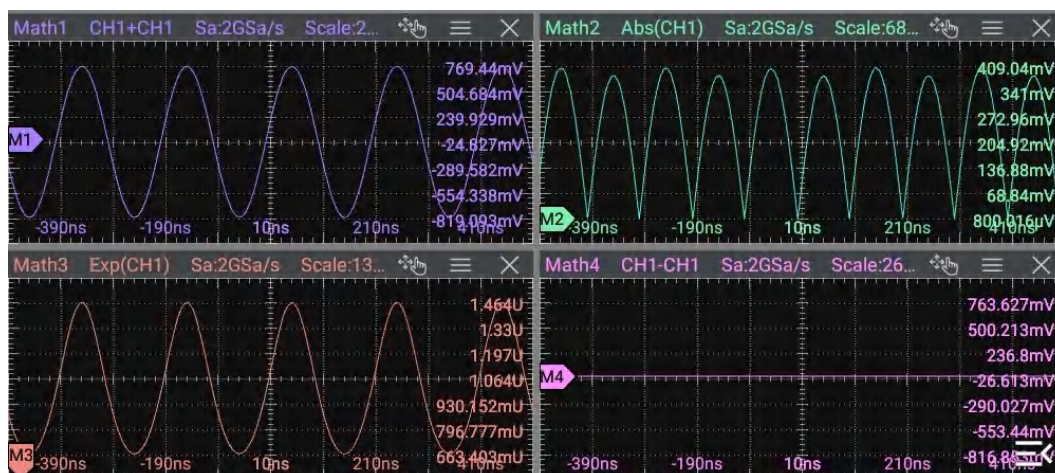 Math1 CH1+CH1 Sa:2GSa/s Scale:2...
769.44mV
504.684mV
239.929mV
M1
-24.827mV
-289.582mV
-554.338mV
-819.093mV
-390ns -190ns 10ns 210ns 410ns
Math2 Abs(CH1) Sa:2GSa/s Scale:68...
409.04mV
341mV
272.96mV
204.92mV
136.88mV
68.84mV
M2 800.016uV
-390ns -190ns 10ns 210ns 410ns
Math3 Exp(CH1) Sa:2GSa/s Scale:13...
1.464U
1.33U
1.197U
1.064U
930.152mU
796.777mU
M3 663.403mU
-390ns -190ns 10ns 210ns 410ns
Math4 CH1-CH1 Sa:2GSa/s Scale:26...
763.627mV
500.213mV
236.8mV
M4
-26.613mV
-290.027mV
-553.44mV
-390ns -190ns 10ns 210ns